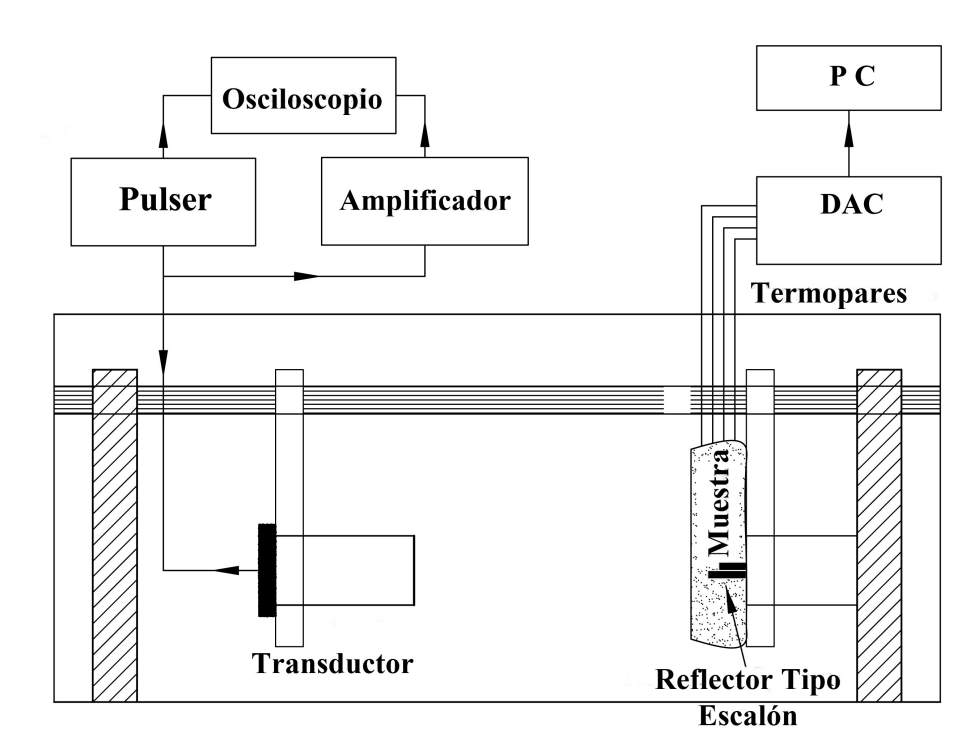 Osciloscopio
P C
Pulser
Amplificador
DAC
Termopares
Muestra
Transductor
Reflector Tipo
Escalón